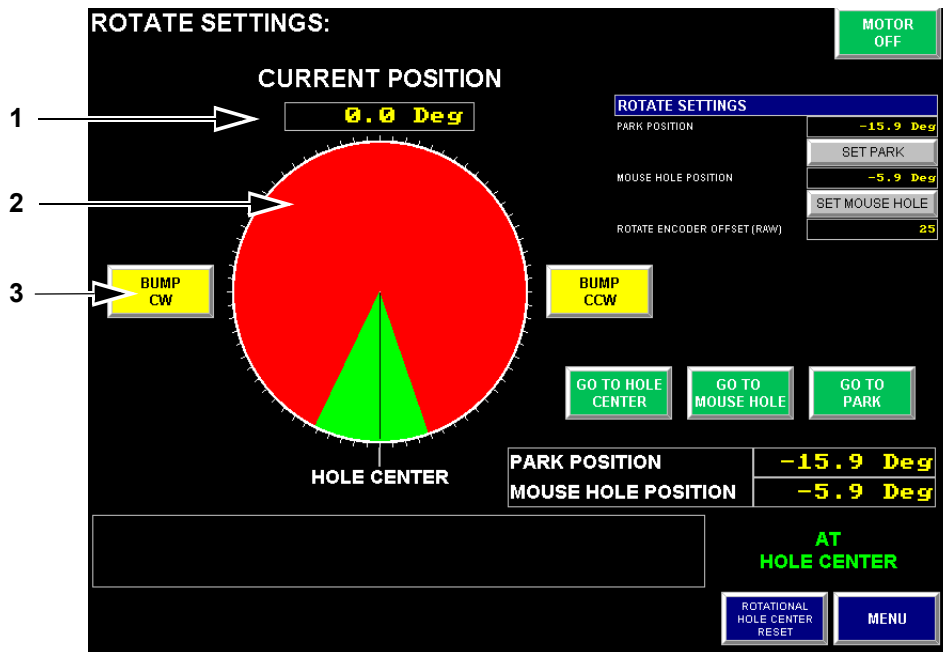 ROTATE SETTINGS:
MOTOR
OFF
CURRENT POSITION
1
0.0 Deg
ROTATE SETTINGS
PARK POSITION
-15.9 Deg
SET PARK
MOUSE HOLE POSITION
-5.9 Deg
2
SET MOUSE HOLE
ROTATE ENCODER OFFSET (RAW)
25
3
BUMP
CW
BUMP
CCW
GO TO HOLE
CENTER
GO TO
MOUSE HOLE
GO TO
PARK
HOLE CENTER
PARK POSITION
-15.9 Deg
MOUSE HOLE POSITION
-5.9 Deg
AT
HOLE CENTER
ROTATIONAL
HOLE CENTER
RESET
MENU